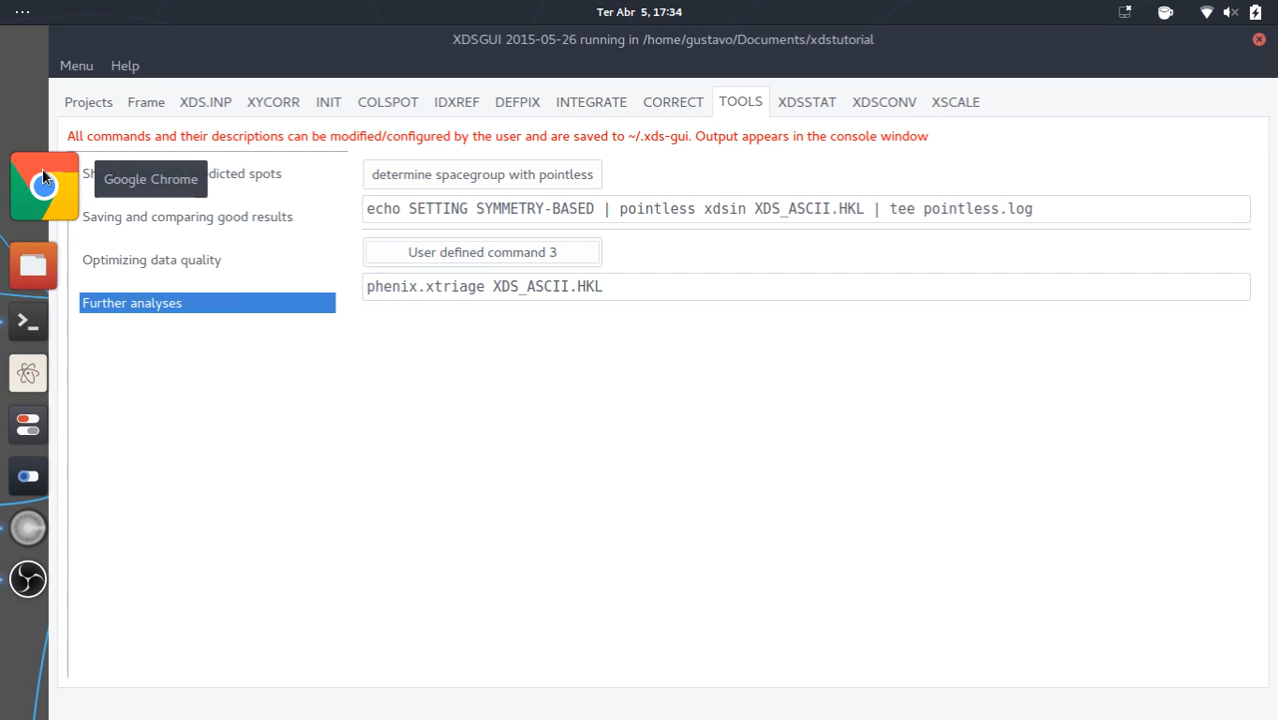 Ter Abr 5, 17:34
XDSGUI 2015-05-26 running in /home/gustavo/Documents/xdstutorial
Menu Help
Projects Frame XDS.INP XYCORR INIT COLSPOT IDXREF DEFPIX INTEGRATE CORRECT TOOLS XDSSTAT XDSCONV XSCALE
All commands and their descriptions can be modified/configured by the user and are saved to ~/.xds-gui. Output appears in the console window
dicted spots
Google Chrome
Saving and comparing good results
Optimizing data quality
Further analyses
determine spacegroup with pointless
echo SETTING SYMMETRY-BASED | pointless xdsin XDS_ASCII.HKL | tee pointless.log
User defined command 3
phenix.xtriage XDS_ASCII.HKL